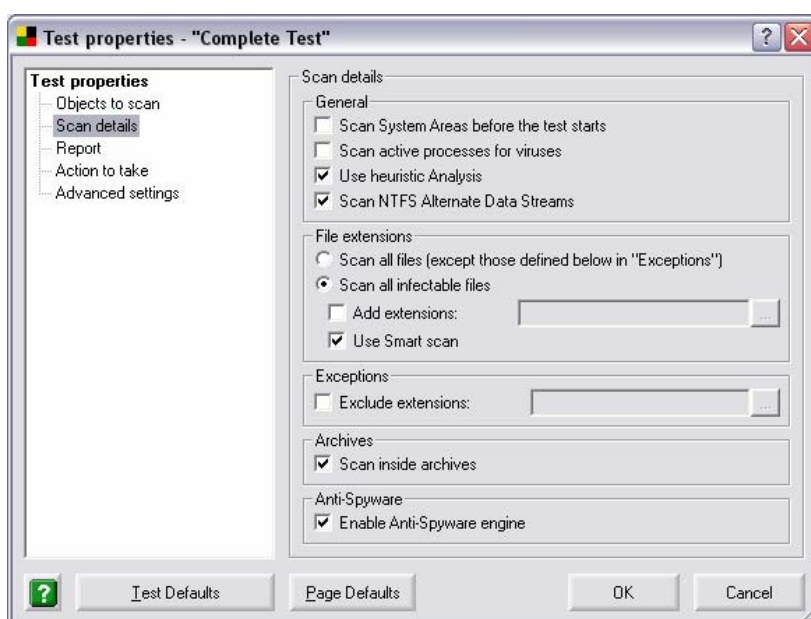 Test properties - "Complete Test"
Test properties
Objects to scan
Scan details
Report
Action to take
Advanced settings
Scan details
General
Scan System Areas before the test starts
Scan active processes for viruses
Use heuristic Analysis
Scan NTFS Alternate Data Streams
File extensions
Scan all files (except those defined below in "Exceptions")
Scan all infectable files
Add extensions:
...
Use Smart scan
Exceptions
Exclude extensions:
...
Archives
Scan inside archives
Anti-Spyware
Enable Anti-Spyware engine
Test Defaults
Page Defaults
OK
Cancel